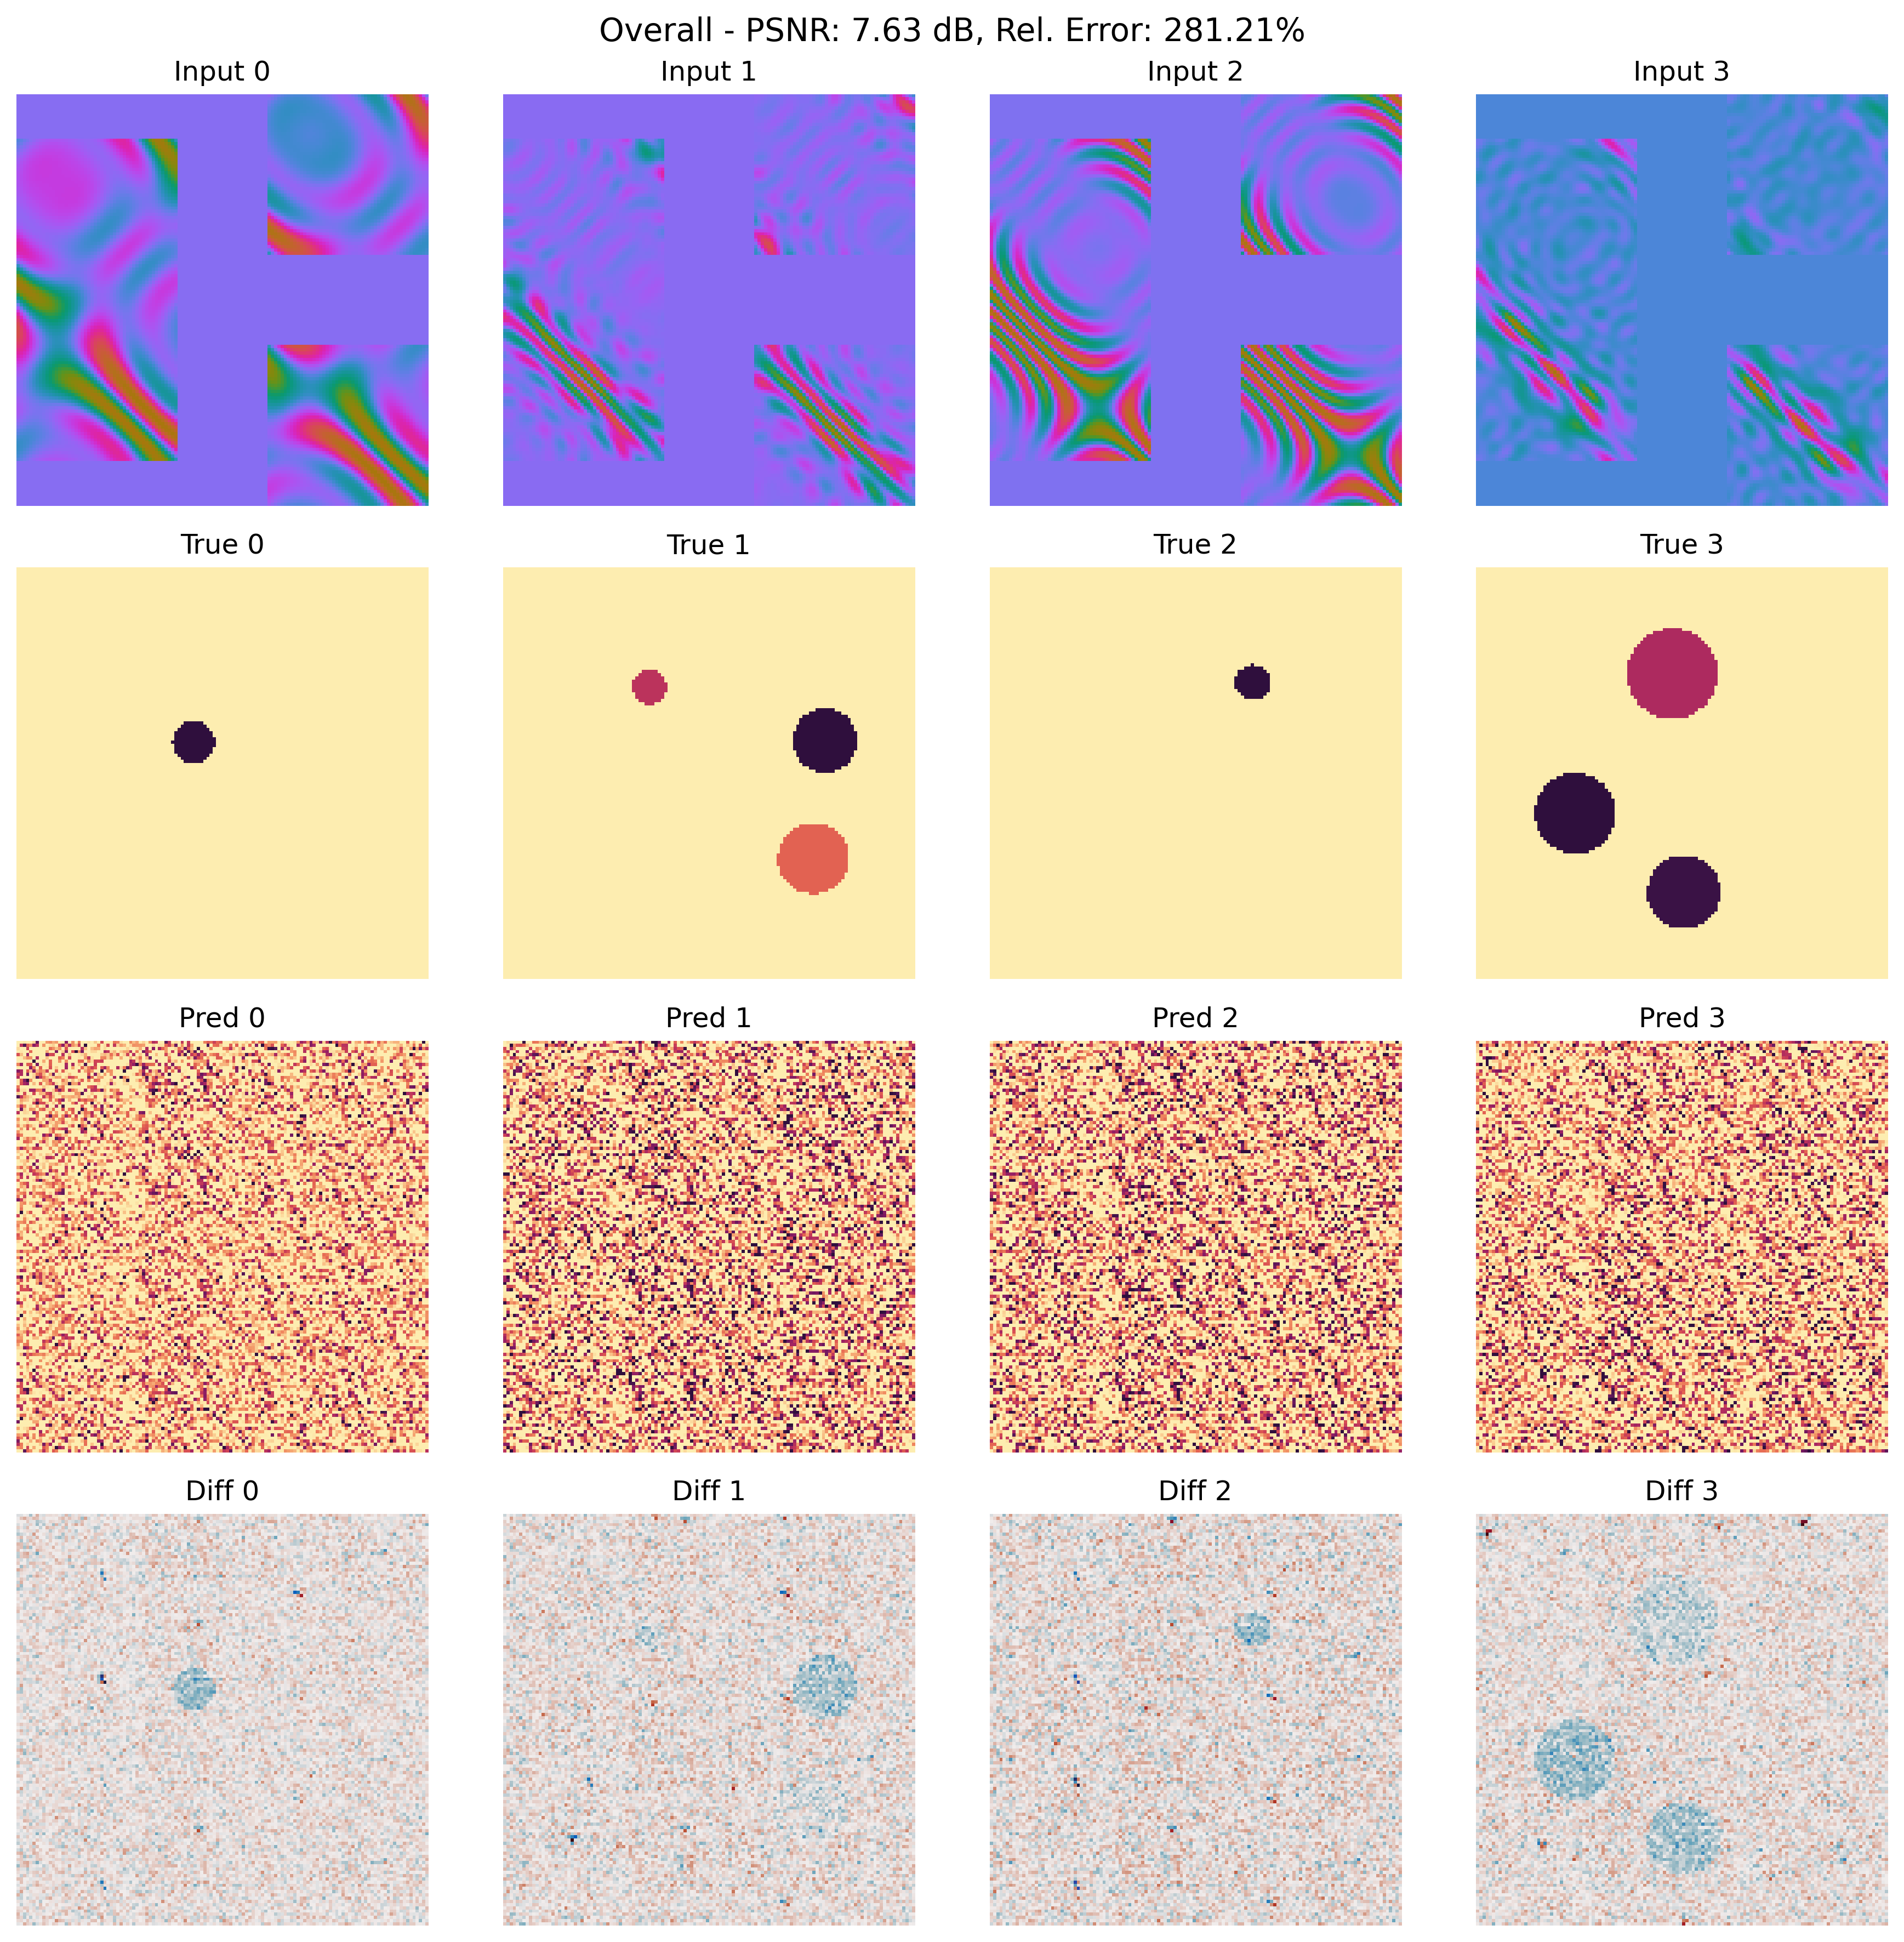 Overall - PSNR: 7.63 dB, Rel. Error: 281.21%
Input 0
Input 1
Input 2
Input 3
True 0
True 1
True 2
True 3
Pred 0
Pred 1
Pred 2
Pred 3
Diff 0
Diff 1
Diff 2
Diff 3